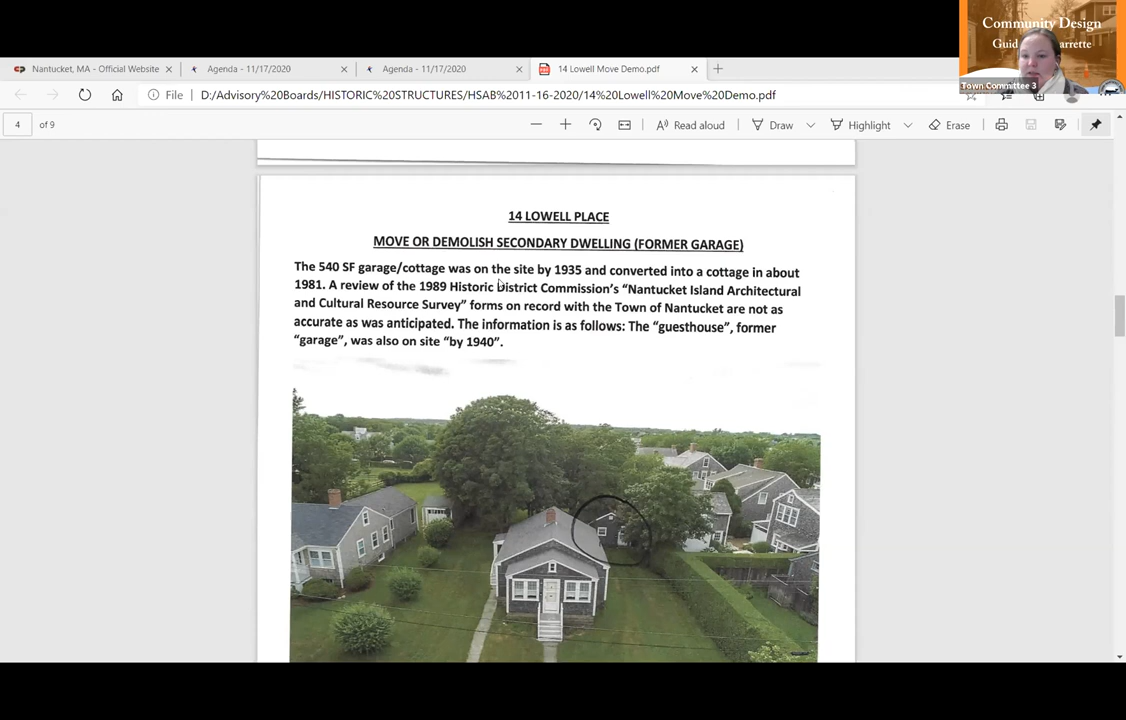 Community Design
Town Committee 3
Nantucket, MA - Official Website
Agenda - 11/17/2020
Agenda - 11/17/2020
14 Lowell Move Demo.pdf
File
D:/Advisory%20Boards/HISTORIC%20STRUCTURES/HSAB%2011-16-2020/14%20Lowell%20Move%20Demo.pdf
4 of 9
Read aloud
Draw
Highlight
Erase
14 LOWELL PLACE
MOVE OR DEMOLISH SECONDARY DWELLING (FORMER GARAGE)
The 540 SF garage/cottage was on the site by 1935 and converted into a cottage in about
1981. A review of the 1989 Historic District Commission's "Nantucket Island Architectural
and Cultural Resource Survey" forms on record with the Town of Nantucket are not as
accurate as was anticipated. The information is as follows: The "guesthouse", former
"garage", was also on site "by 1940".